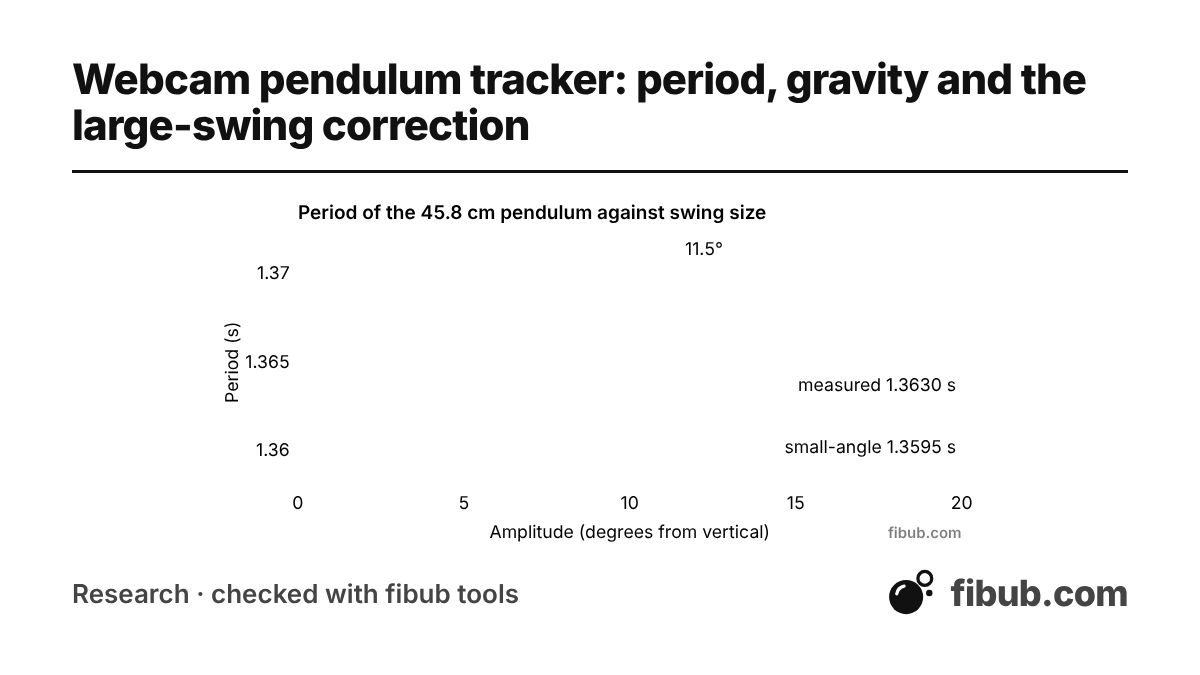 Webcam pendulum tracker: period, gravity and the
large-swing correction
Period of the 45.8 cm pendulum against swing size
11.5°
1.37
Period (s)
1.365
measured 1.3630 s
1.36
small-angle 1.3595 s
0 5 10 15 20
Amplitude (degrees from vertical)
fibub.com
Research · checked with fibub tools
fibub.com